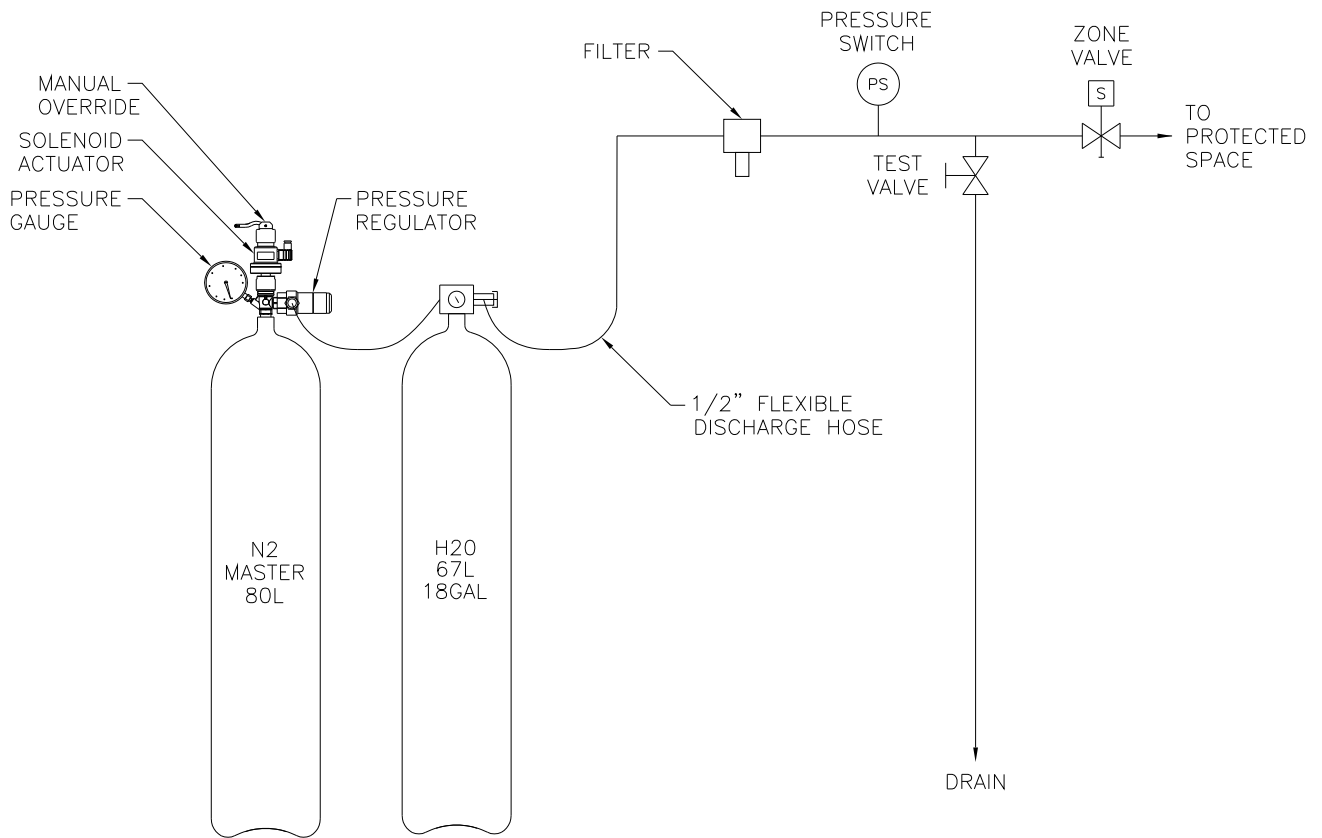 MANUAL
OVERRIDE
SOLENOID
ACTUATOR
PRESSURE
GAUGE
PRESSURE
REGULATOR
FILTER
PRESSURE
SWITCH
PS
ZONE
VALVE
S
TO
PROTECTED
SPACE
TEST
VALVE
1/2" FLEXIBLE
DISCHARGE HOSE
N2
MASTER
80L
H20
67L
18GAL
DRAIN